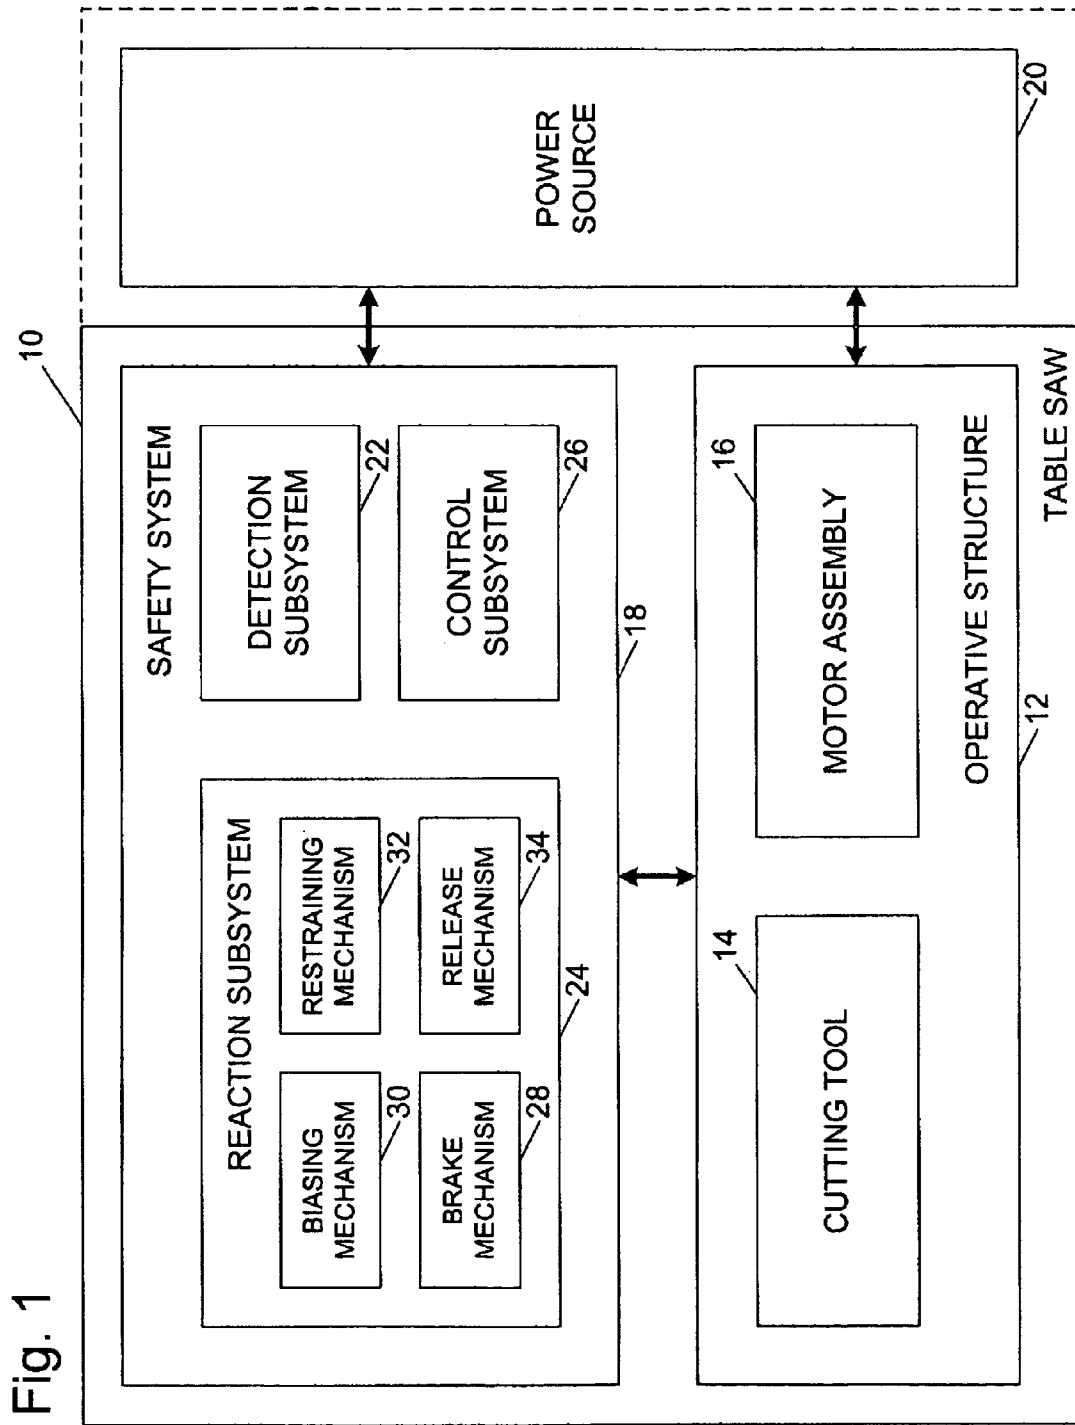 Fig. 1
10
SAFETY SYSTEM
REACTION SUBSYSTEM
BIASING
MECHANISM
30
RESTRAINING
MECHANISM
32
BRAKE
MECHANISM
28
RELEASE
MECHANISM
34
24
DETECTION
SUBSYSTEM
22
CONTROL
SUBSYSTEM
26
18
POWER
SOURCE
20
14
CUTTING TOOL
16
MOTOR ASSEMBLY
OPERATIVE STRUCTURE
12
TABLE SAW